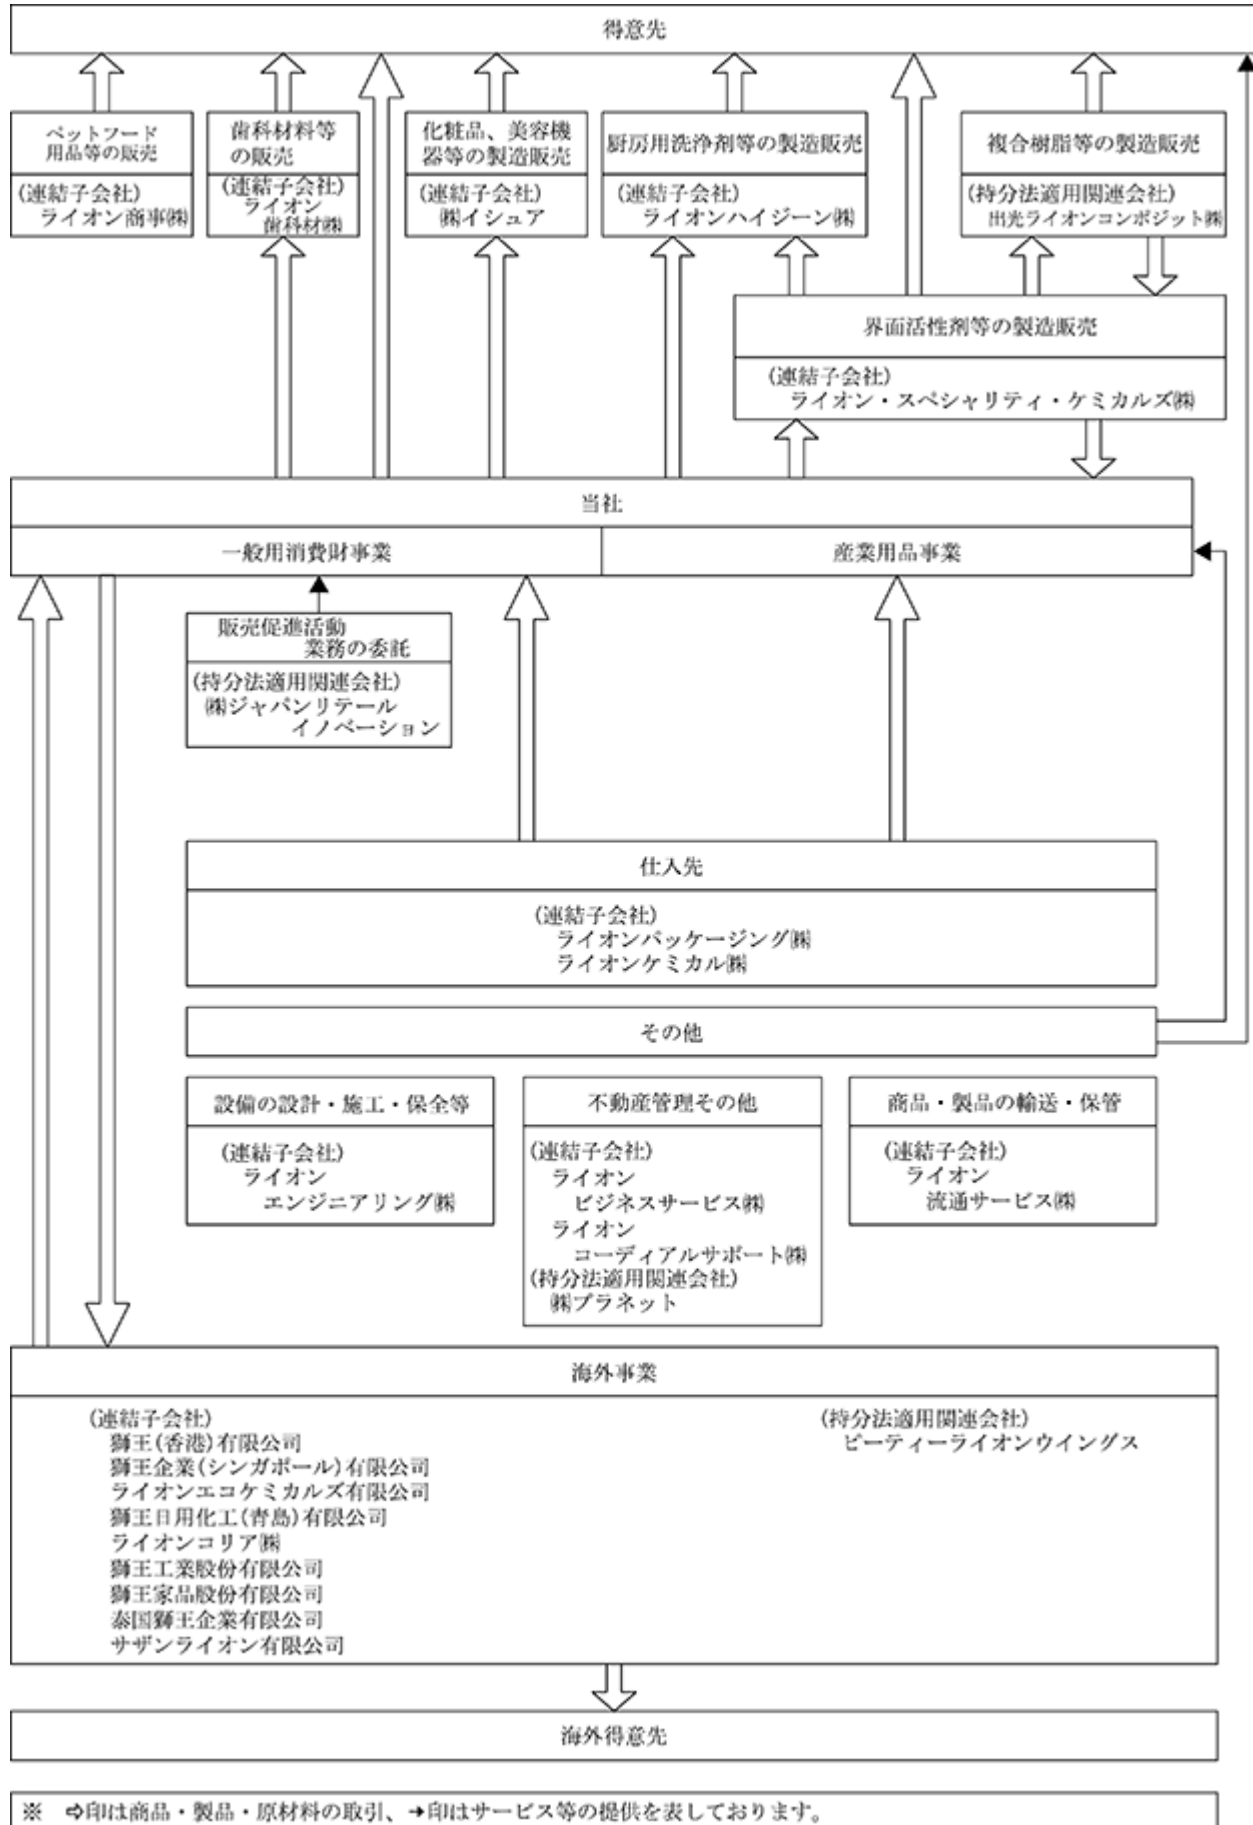 得意先
ペットフード
用品等の販売
(連結子会社)
ライオン商事㈱
歯科材料等
の販売
(連結子会社)
ライオン
歯科材㈱
化粧品、美容機
器等の製造販売
(連結子会社)
㈱イシュア
厨房用洗浄剤等の製造販売
(連結子会社)
ライオンハイジーン㈱
複合樹脂等の製造販売
(持分法適用関連会社)
出光ライオンコンポジット㈱
界面活性剤等の製造販売
(連結子会社)
ライオン・スペシャリティ・ケミカルズ㈱
当社
一般用消費財事業
産業用品事業
販売促進活動
業務の委託
(持分法適用関連会社)
㈱ジャパンリテール
イノベーション
仕入先
(連結子会社)
ライオンパッケージング㈱
ライオンケミカル㈱
その他
設備の設計・施工・保全等
(連結子会社)
ライオン
エンジニアリング㈱
不動産管理その他
(連結子会社)
ライオン
ビジネスサービス㈱
ライオン
コーディアルサポート㈱
(持分法適用関連会社)
㈱プラネット
商品・製品の輸送・保管
(連結子会社)
ライオン
流通サービス㈱
海外事業
(連結子会社)
獅王(香港)有限公司
獅王企業(シンガポール)有限公司
ライオンエコケミカルズ有限公司
獅王日用化工(青島)有限公司
ライオンコリア㈱
獅王工業股份有限公司
獅王家品股份有限公司
泰国獅王企業有限公司
サザンライオン有限公司
(持分法適用関連会社)
ピーティーライオンウイングス
海外得意先
※ ⇨印は商品・製品・原材料の取引、→印はサービス等の提供を表しております。